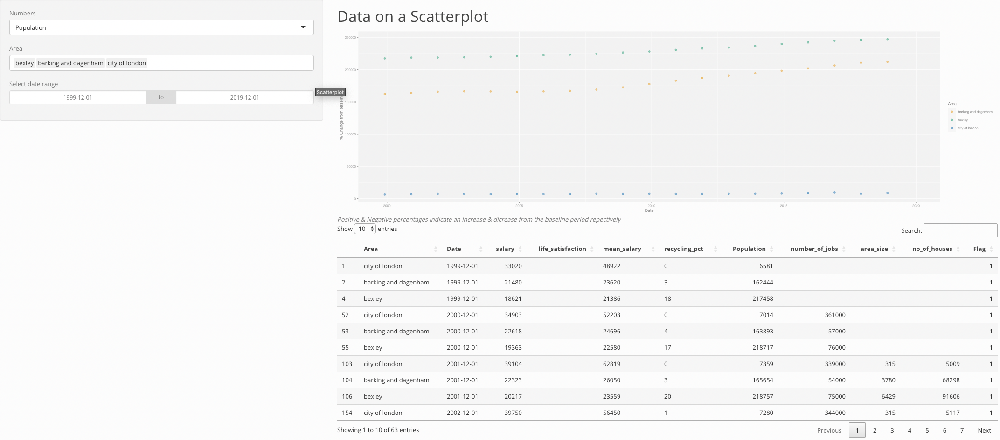 Numbers
Population
Area
bexley barking and dagenham city of london
Select date range
1999-12-01 to 2019-12-01
Scatterplot
Data on a Scatterplot
250000
200000
150000
100000
50000
0
% Change from baselin
2000 2005 2010 2015 2020
Date
Area
barking and dagenham
bexley
city of london
Positive & Negative percentages indicate an increase & dicrease from the baseline period repectively
Show 10 entries
Search:
Area Date salary life_satisfaction mean_salary recycling_pct Population number_of_jobs area_size no_of_houses Flag
1 city of london 1999-12-01 33020 48922 0 6581 1
2 barking and dagenham 1999-12-01 21480 23620 3 162444 1
4 bexley 1999-12-01 18621 21386 18 217458 1
52 city of london 2000-12-01 34903 52203 0 7014 361000 1
53 barking and dagenham 2000-12-01 22618 24696 4 163893 57000 1
55 bexley 2000-12-01 19363 22580 17 218717 76000 1
103 city of london 2001-12-01 39104 62819 0 7359 339000 315 5009 1
104 barking and dagenham 2001-12-01 22323 26050 3 165654 54000 3780 68298 1
106 bexley 2001-12-01 20217 23559 20 218757 75000 6429 91606 1
154 city of london 2002-12-01 39750 56450 1 7280 344000 315 5117 1
Showing 1 to 10 of 63 entries
Previous 1 2 3 4 5 6 7 Next